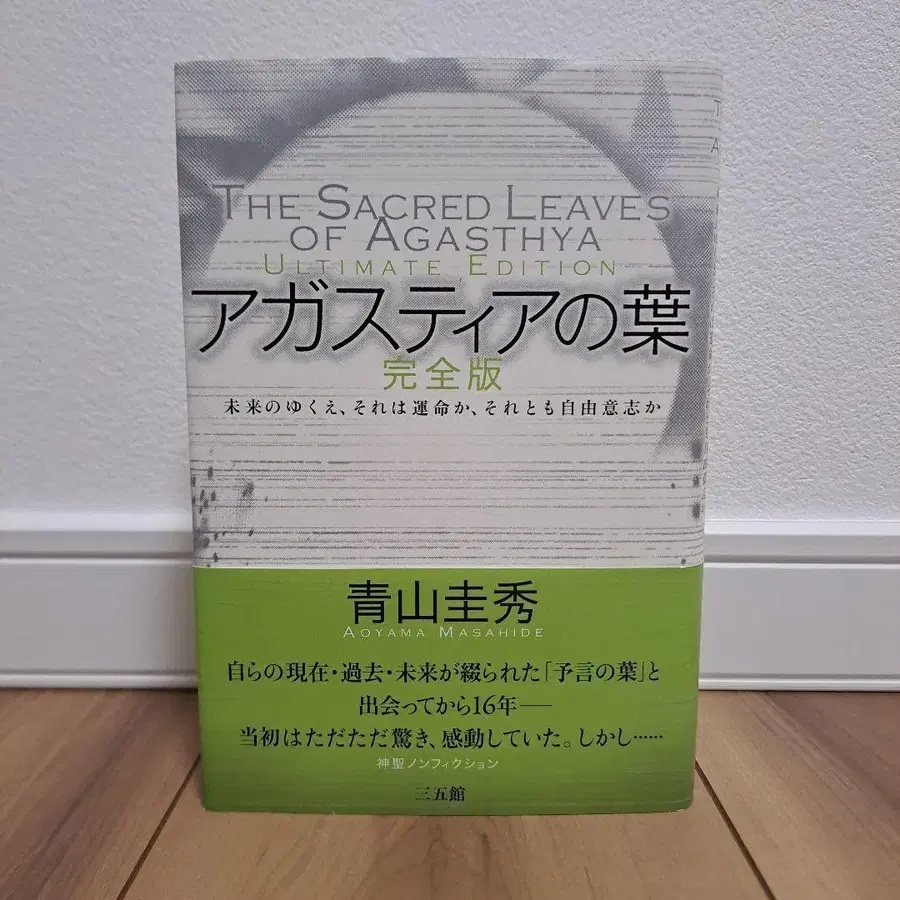 THE SACRED LEAVES
OF AGASTHYA
ULTIMATE EDITION
アガスティアの葉
完全版
未来のゆくえ、それは運命か、それとも自由意志か
青山圭秀
AOYAMA MASAHIDE
自らの現在・過去・未来が綴られた「予言の葉」と
出会ってから16年──
当初はただただ驚き、感動していた。しかし……
神聖ノンフィクション
三五館